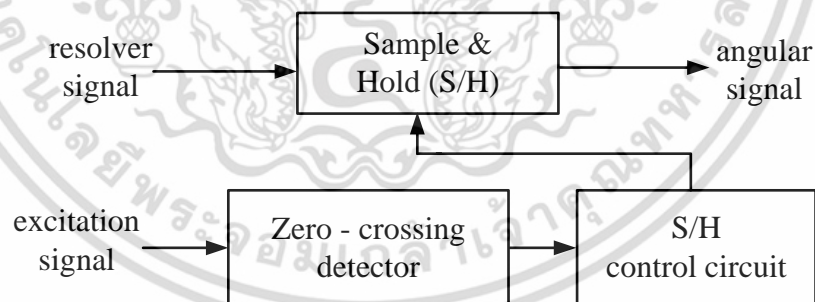 resolver
signal
Sample &
Hold (S/H)
angular
signal
excitation
signal
Zero - crossing
detector
S/H
control circuit